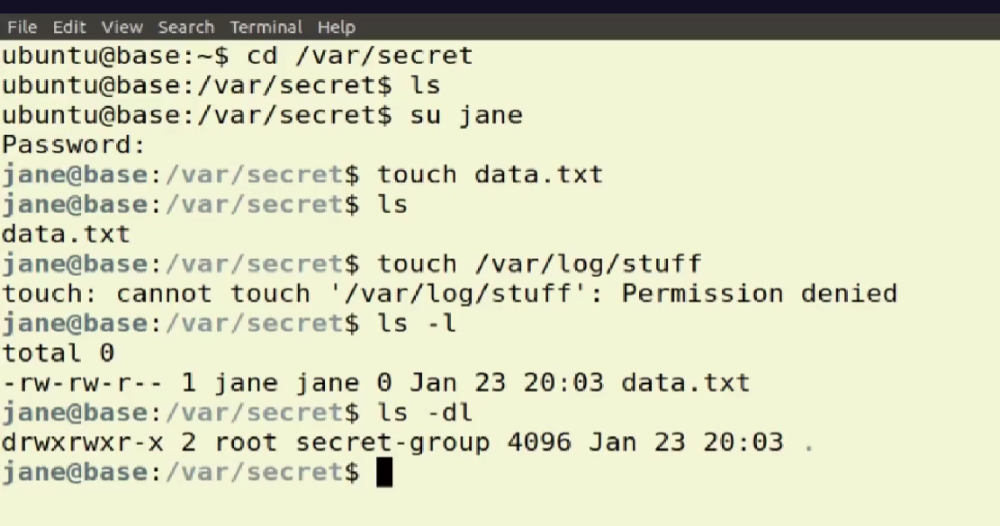 File Edit View Search Terminal Help
ubuntu@base:~$ cd /var/secret
ubuntu@base:/var/secret$ ls
ubuntu@base:/var/secret$ su jane
Password:
jane@base:/var/secret$ touch data.txt
jane@base:/var/secret$ ls
data.txt
jane@base:/var/secret$ touch /var/log/stuff
touch: cannot touch '/var/log/stuff': Permission denied
jane@base:/var/secret$ ls -l
total 0
-rw-rw-r-- 1 jane jane 0 Jan 23 20:03 data.txt
jane@base:/var/secret$ ls -dl
drwxrwxr-x 2 root secret-group 4096 Jan 23 20:03 .
jane@base:/var/secret$